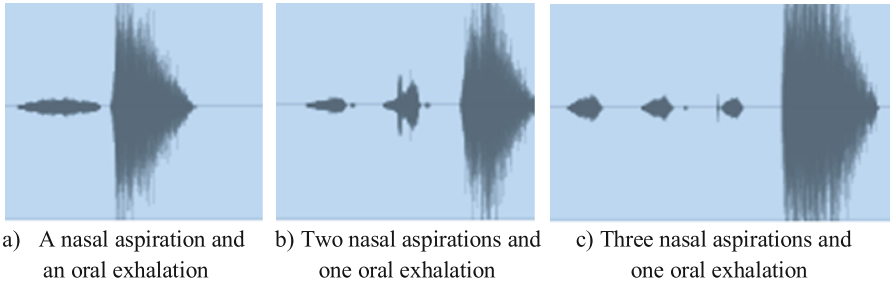 a) A nasal aspiration and
an oral exhalation
b) Two nasal aspirations and
one oral exhalation
c) Three nasal aspirations and
one oral exhalation